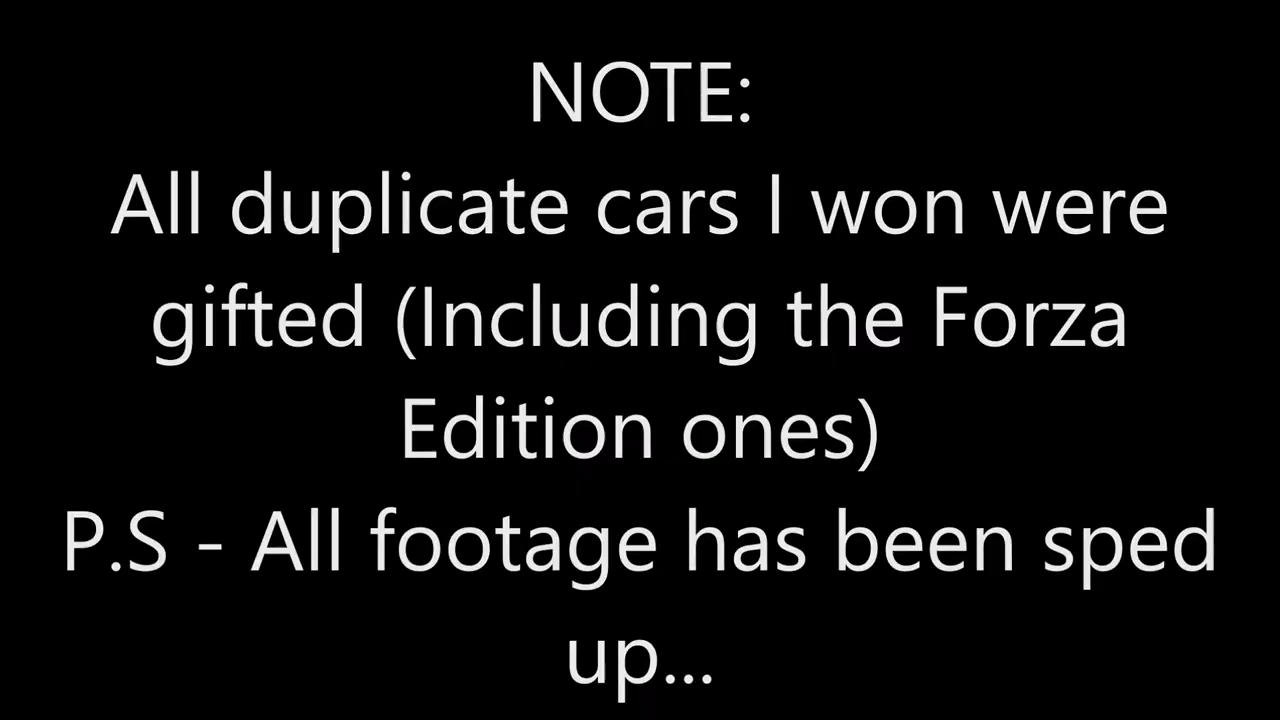 NOTE:
All duplicate cars I won were
gifted (Including the Forza
Edition ones)
P.S - All footage has been sped
up...